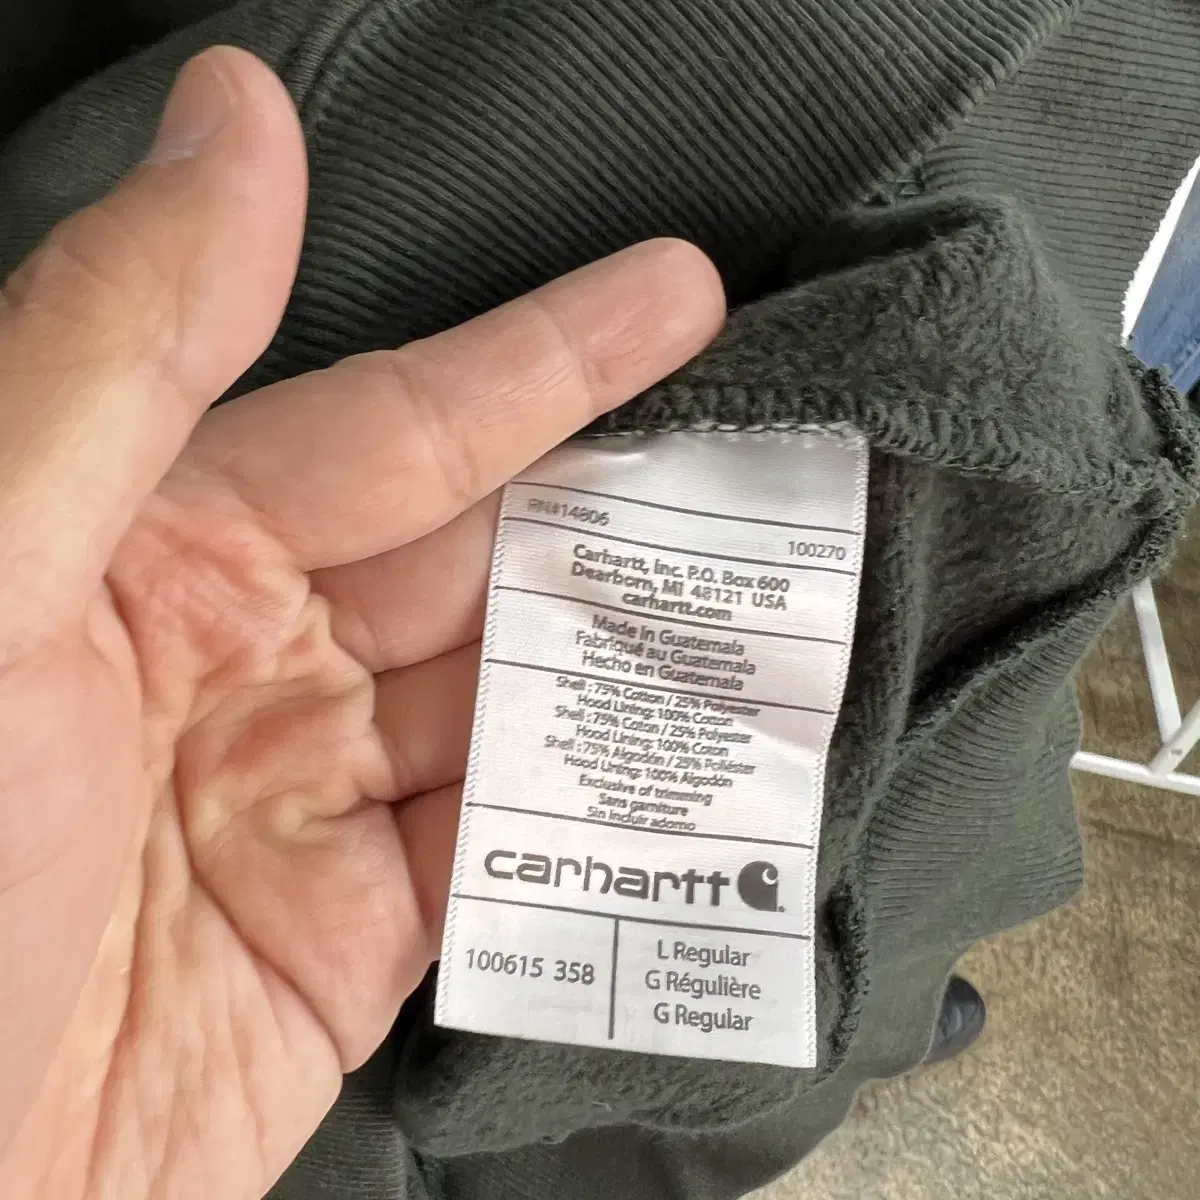 RN#14806
100270
Carhartt, Inc. P.O. Box 600
Dearborn, MI 48121 USA
carhartt.com
Made In Guatemala
Fabriqué au Guatemala
Hecho en Guatemala
Shell : 75% Cotton / 25% Polyester
Hood Lining: 100% Cotton
Shell : 75% Coton / 25% Polyester
Hood Lining: 100% Coton
Shell : 75% Algodón / 25% Poliéster
Hood Lining: 100% Algodón
Exclusive of trimming
Sans garniture
Sin Incluir adorno
carhartt
100615 358
L Regular
G Régulière
G Regular